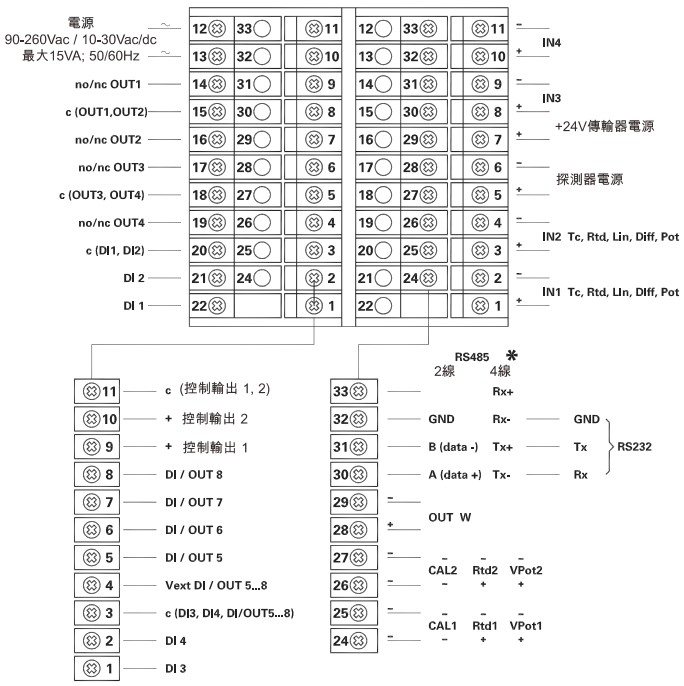 電源
90-260Vac / 10-30Vac/dc
最大15VA; 50/60Hz
~
~
no/nc OUT1
c (OUT1,OUT2)
no/nc OUT2
no/nc OUT3
c (OUT3, OUT4)
no/nc OUT4
c (DI1, DI2)
DI 2
DI 1
12 33 11 12 33 11
13 32 10 13 32 10
14 31 9 14 31 9
15 30 8 15 30 8
16 29 7 16 29 7
17 28 6 17 28 6
18 27 5 18 27 5
19 26 4 19 26 4
20 25 3 20 25 3
21 24 2 21 24 2
22 1 22 1
-
IN4
+
-
IN3
+
+ +24V傳輸器電源
-
探測器電源
+
-
IN2 Tc, Rtd, Lin, Diff, Pot
+
-
IN1 Tc, Rtd, LIn, DIff, Pot
+
11 c (控制輸出 1, 2)
10 + 控制輸出 2
9 + 控制輸出 1
8 DI / OUT 8
7 DI / OUT 7
6 DI / OUT 6
5 DI / OUT 5
4 Vext DI / OUT 5...8
3 c (DI3, DI4, DI/OUT5...8)
2 DI 4
1 DI 3
RS485 *
2線 4線
33 Rx+
32 GND Rx- GND
31 B (data -) Tx+ Tx RS232
30 A (data +) Tx- Rx
29 -
OUT W
28 +
27 - - - -
CAL2 Rtd2 VPot2
26 - - + +
25 - - - -
CAL1 Rtd1 VPot1
24 - - + +